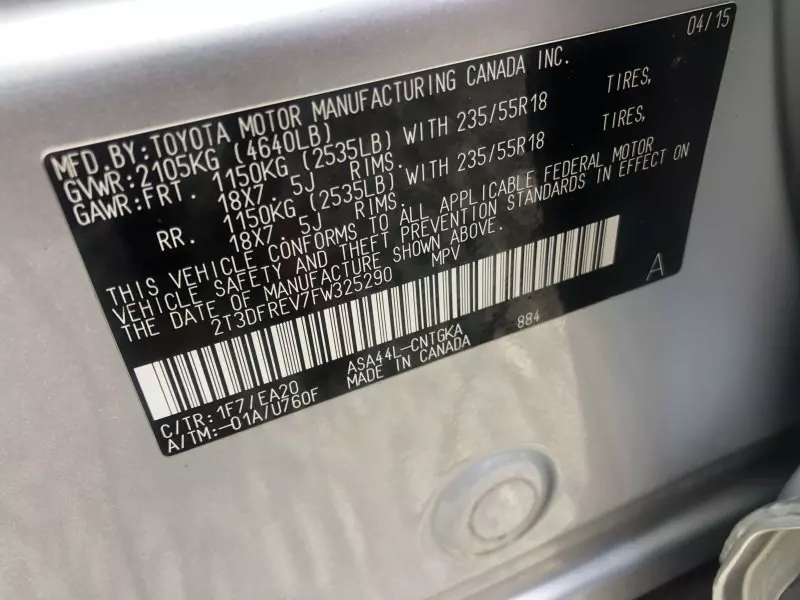 04/15
MFD.BY:TOYOTA MOTOR MANUFACTURING CANADA INC.
GVWR:2105KG (4640LB)
GAWR:FRT. 1150KG (2535LB) WITH 235/55R18 TIRES,
18X7. 5J RIMS.
RR. 1150KG (2535LB) WITH 235/55R18 TIRES,
18X7. 5J RIMS.
THIS VEHICLE CONFORMS TO ALL APPLICABLE FEDERAL MOTOR
VEHICLE SAFETY AND THEFT PREVENTION STANDARDS IN EFFECT ON
THE DATE OF MANUFACTURE SHOWN ABOVE.
2T3DFREV7FW325290 MPV
A
C/TR:1F7/EA20 ASA44L-CNTGKA 884
A/TM:-01A/U760F MADE IN CANADA